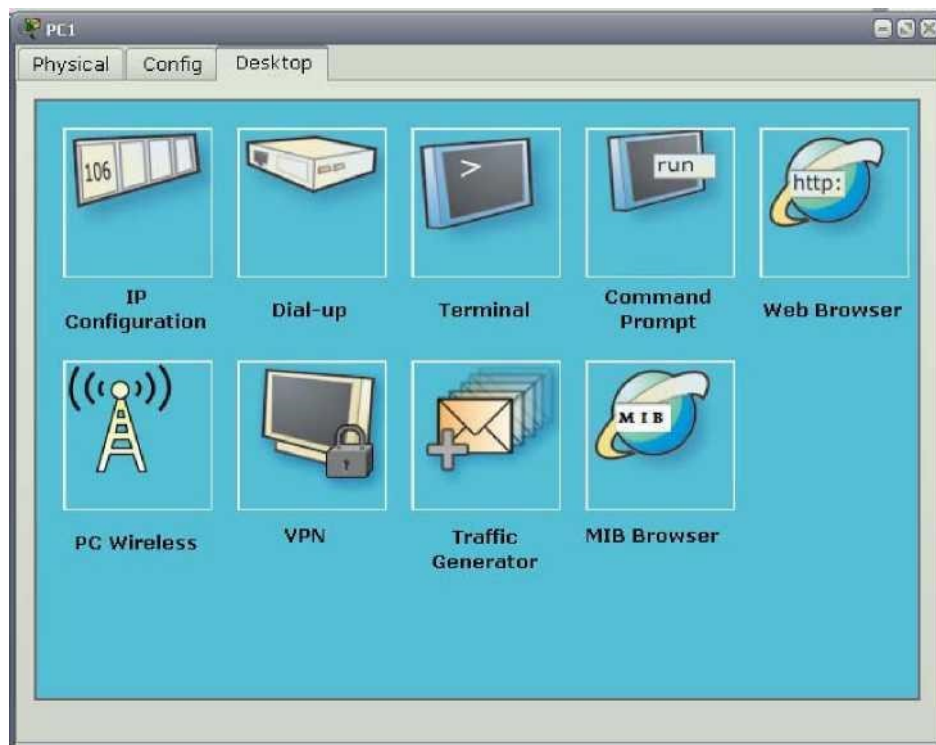 PC1
Physical Config Desktop
106
>
run
http:
IP
Configuration
Dial-up
Terminal
Command
Prompt
Web Browser
MIB
PC Wireless
VPN
Traffic
Generator
MIB Browser